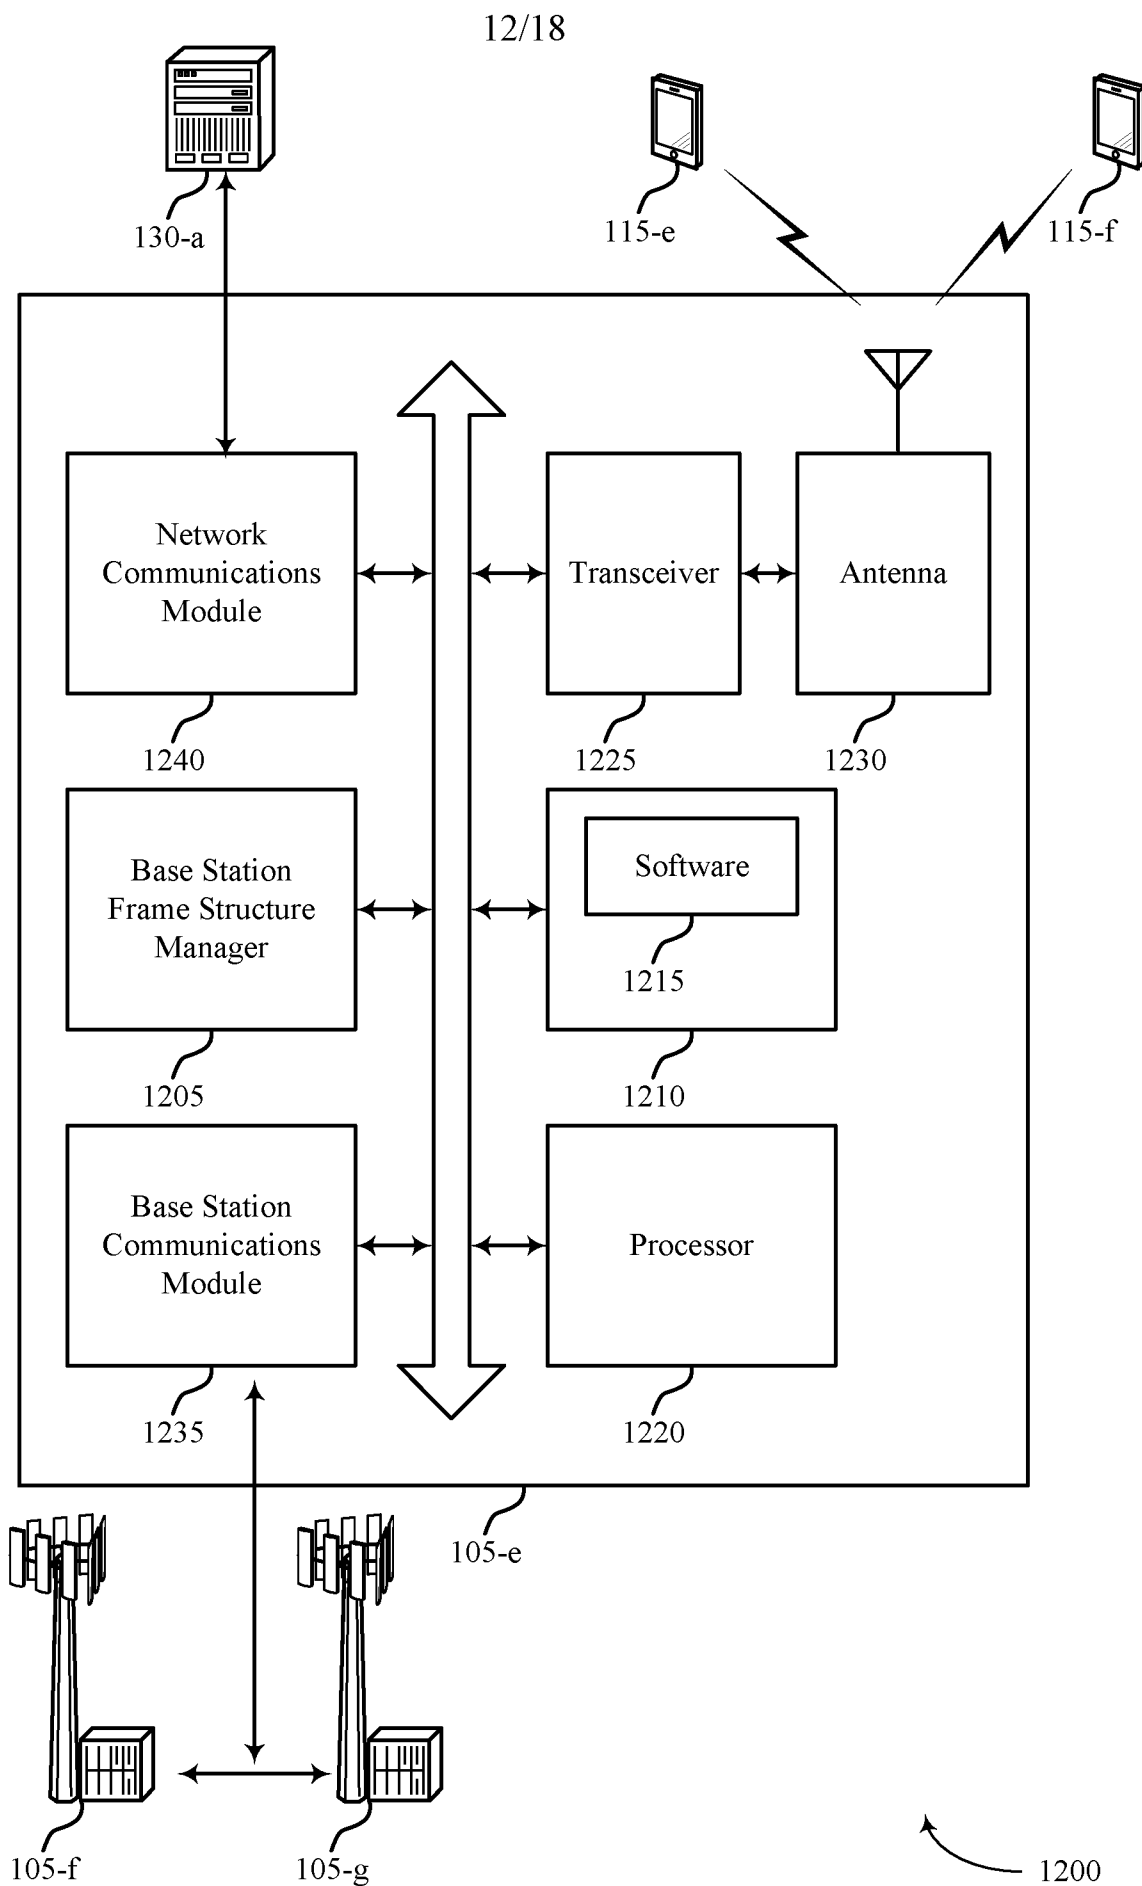 12/18
130-a
115-e
115-f
Network
Communications
Module
Transceiver
Antenna
1240
1225
1230
Base Station
Frame Structure
Manager
Software
1215
1205
1210
Base Station
Communications
Module
Processor
1235
1220
105-e
105-f
105-g
1200